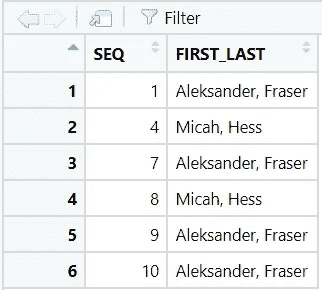 Filter
SEQ FIRST_LAST
1 1 Aleksander, Fraser
2 4 Micah, Hess
3 7 Aleksander, Fraser
4 8 Micah, Hess
5 9 Aleksander, Fraser
6 10 Aleksander, Fraser